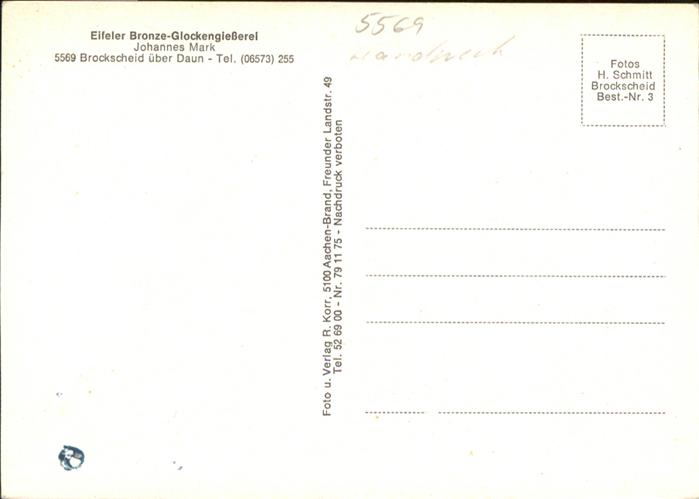 Eifeler Bronze-Glockengießerei
Johannes Mark
5569 Brockscheid über Daun - Tel. (06573) 255
5569
Handwerk
Fotos
H. Schmitt
Brockscheid
Best.-Nr. 3
Foto u. Verlag R. Korr, 5100 Aachen-Brand, Freunder Landstr. 49
Tel. 52 69 00 - Nr. 79 11 75 - Nachdruck verboten